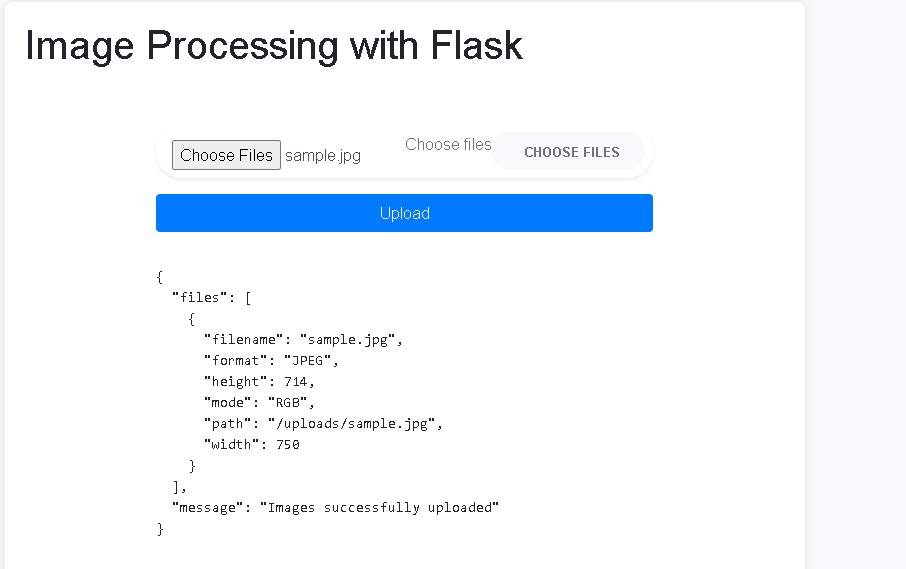 Image Processing with Flask
Choose Files sample.jpg Choose files CHOOSE FILES
Upload
{
  "files": [
    {
      "filename": "sample.jpg",
      "format": "JPEG",
      "height": 714,
      "mode": "RGB",
      "path": "/uploads/sample.jpg",
      "width": 750
    }
  ],
  "message": "Images successfully uploaded"
}